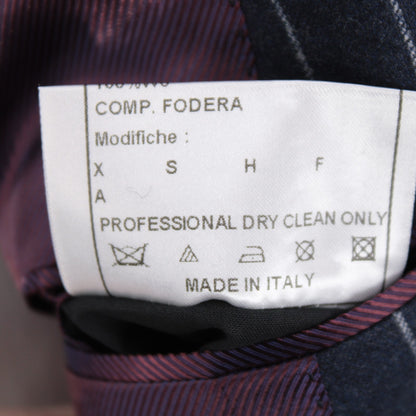 COMP. FODERA
Modifiche :
X S H F
A
PROFESSIONAL DRY CLEAN ONLY
MADE IN ITALY